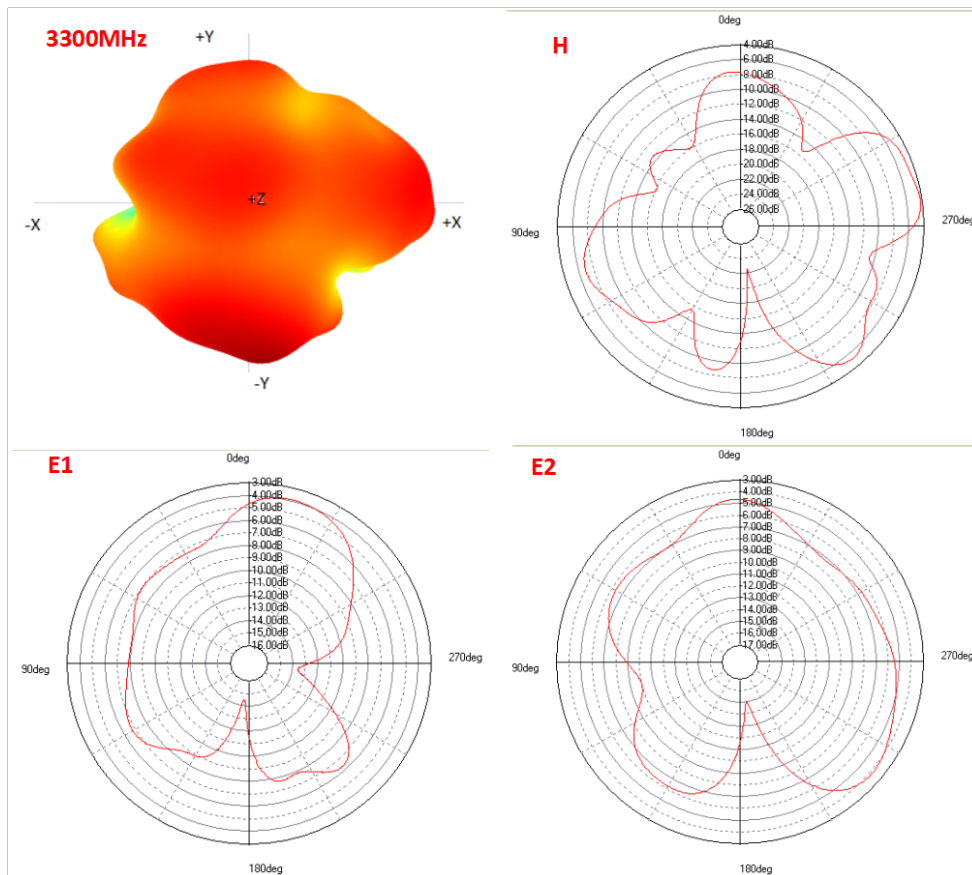 3300MHz
+Y
-X
+Z
+X
-Y
H
0deg
4.00dB
6.00dB
8.00dB
10.00dB
12.00dB
14.00dB
16.00dB
18.00dB
20.00dB
22.00dB
24.00dB
26.00dB
90deg
270deg
180deg
E1
0deg
3.00dB
4.00dB
5.00dB
6.00dB
7.00dB
8.00dB
9.00dB
10.00dB
11.00dB
12.00dB
13.00dB
14.00dB
15.00dB
16.00dB
90deg
270deg
180deg
E2
0deg
3.00dB
4.00dB
5.00dB
6.00dB
7.00dB
8.00dB
9.00dB
10.00dB
11.00dB
12.00dB
13.00dB
14.00dB
15.00dB
16.00dB
17.00dB
90deg
270deg
180deg